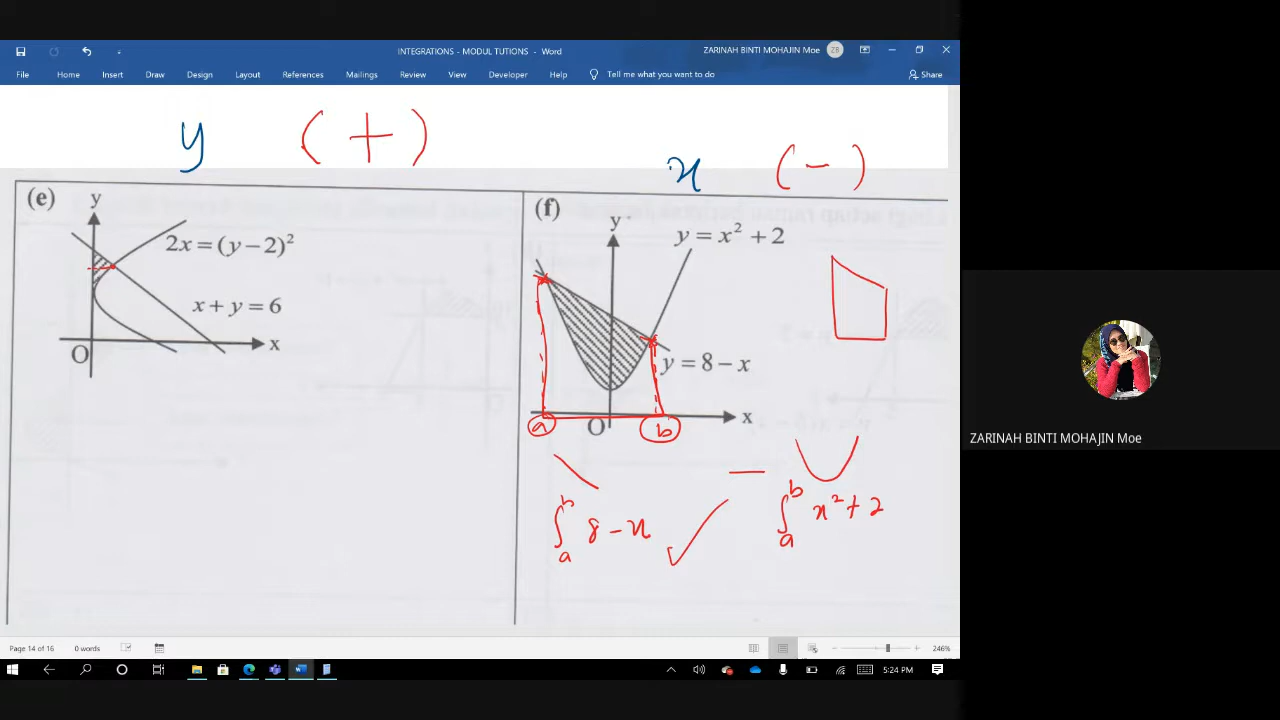 INTEGRATIONS - MODUL TUTIONS - Word
ZARINAH BINTI MOHAJIN Moe
ZB
File Home Insert Draw Design Layout References Mailings Review View Developer Help Tell me what you want to do Share
y ( + )
x ( - )
(e)
y
2x = (y – 2)²
x + y = 6
O
x
(f)
y
y = x² + 2
y = 8 – x
O
x
a
b
—
∫ₐᵇ 8 - x
∫ₐᵇ x² + 2
ZARINAH BINTI MOHAJIN Moe
Page 14 of 16 0 words
246%
5:24 PM